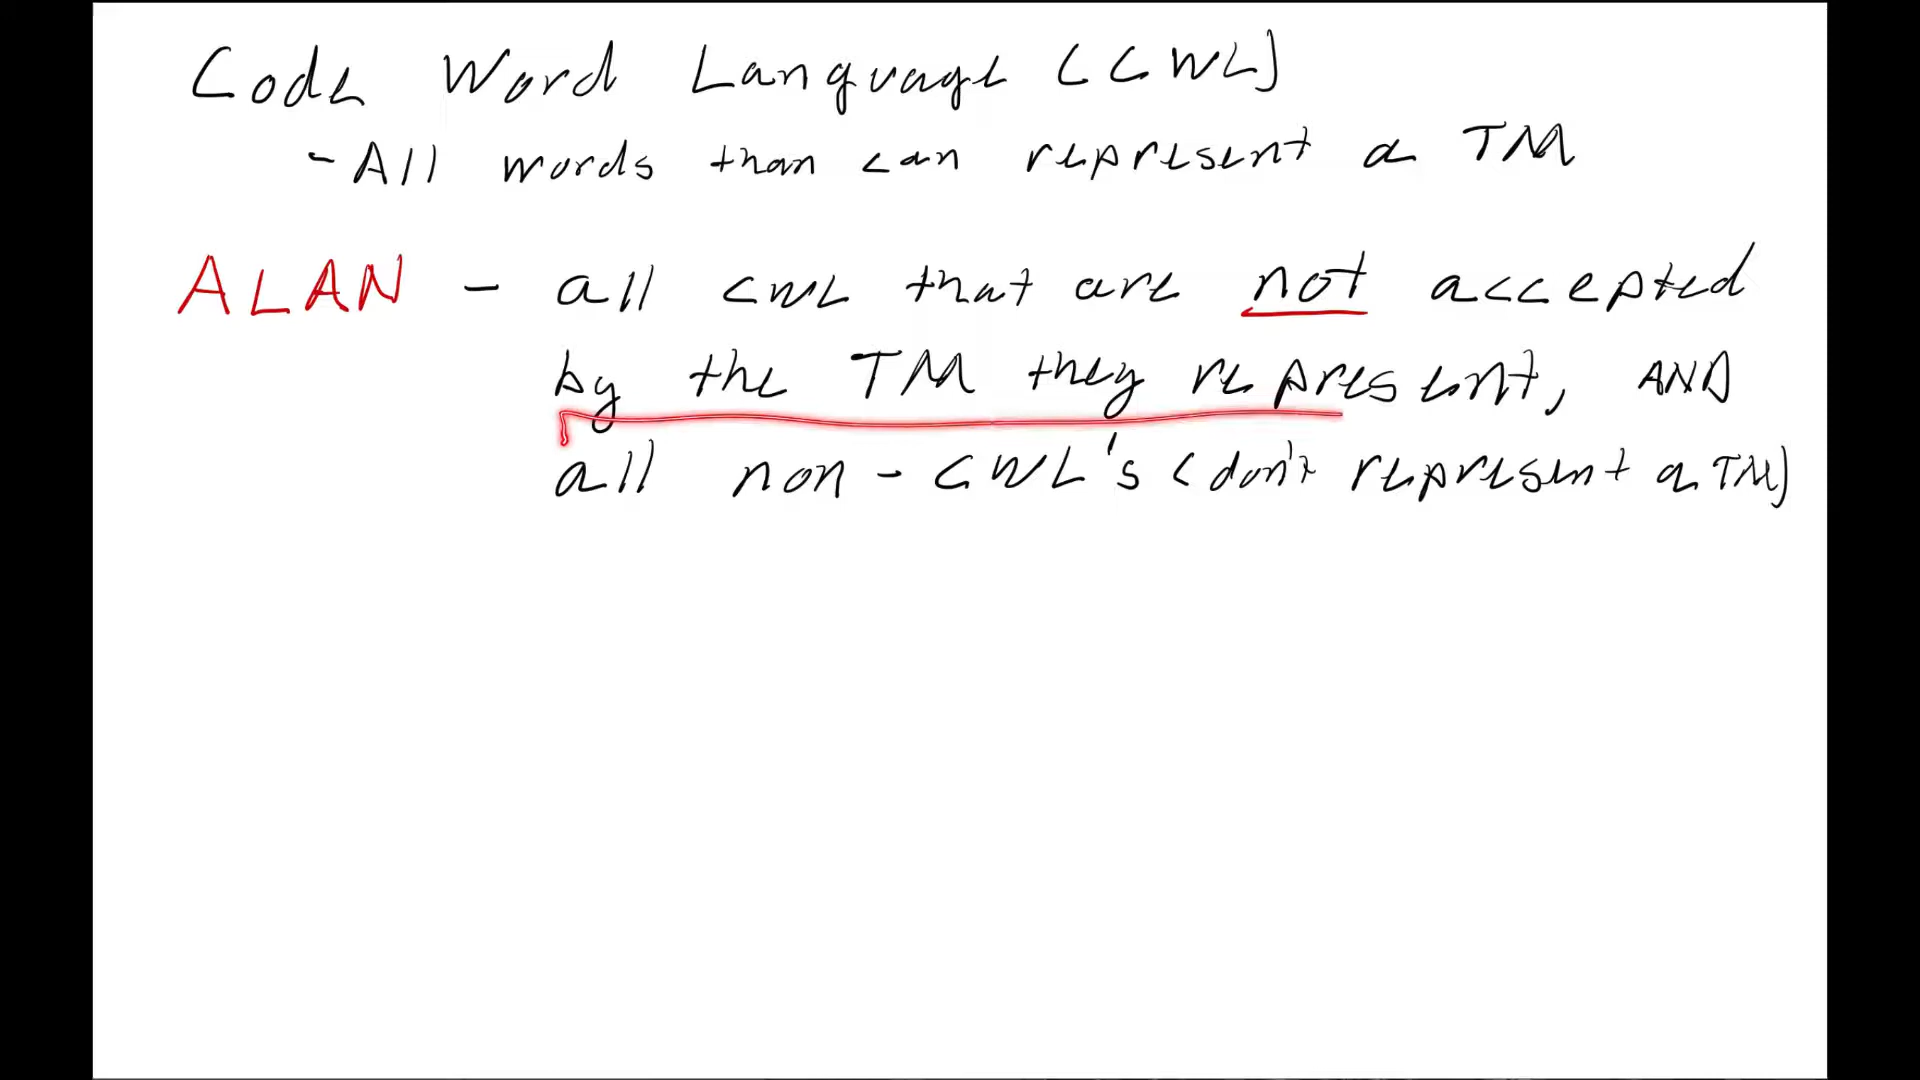 Code Word Language (CWL)
- All words than can represent a TM
ALAN - all CWL that are not accepted
by the TM they represent, AND
all non-CWL's (don't represent a TM)